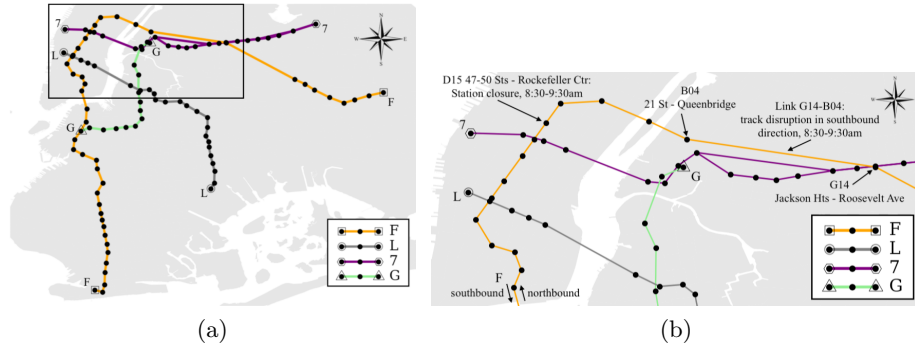 7
L
G
7
F
G
L
F
N
S
W
E
F
L
7
G
(a)
D15 47-50 Sts - Rockefeller Ctr:
Station closure, 8:30-9:30am
B04
21 St - Queenbridge
Link G14-B04:
track disruption in southbound
direction, 8:30-9:30am
7
L
G
G14
Jackson Hts - Roosevelt Ave
F
southbound
northbound
F
L
7
G
(b)